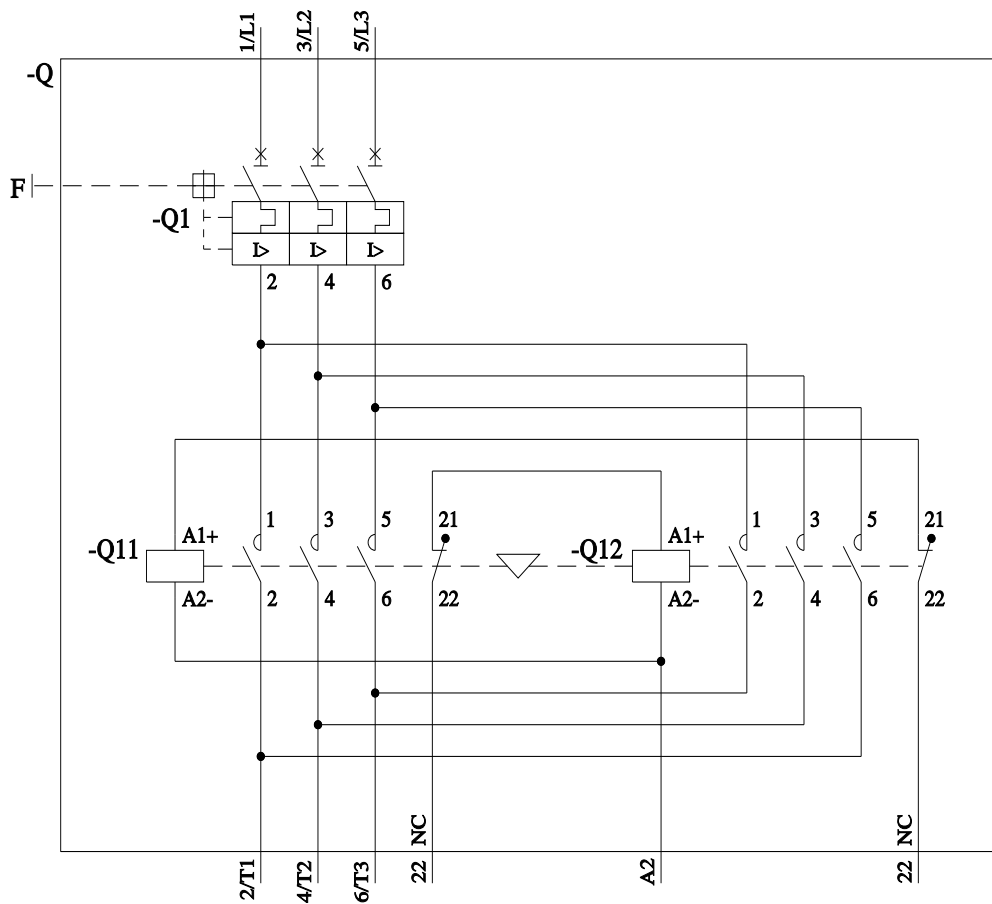 1/L1 3/L2 5/L3
-Q
F
-Q1
I> I> I>
2 4 6
1 3 5 21 1 3 5 21
-Q11 A1+ -Q12 A1+
A2- 2 4 6 22 A2- 2 4 6 22
2/T1 4/T2 6/T3 22 NC A2 22 NC